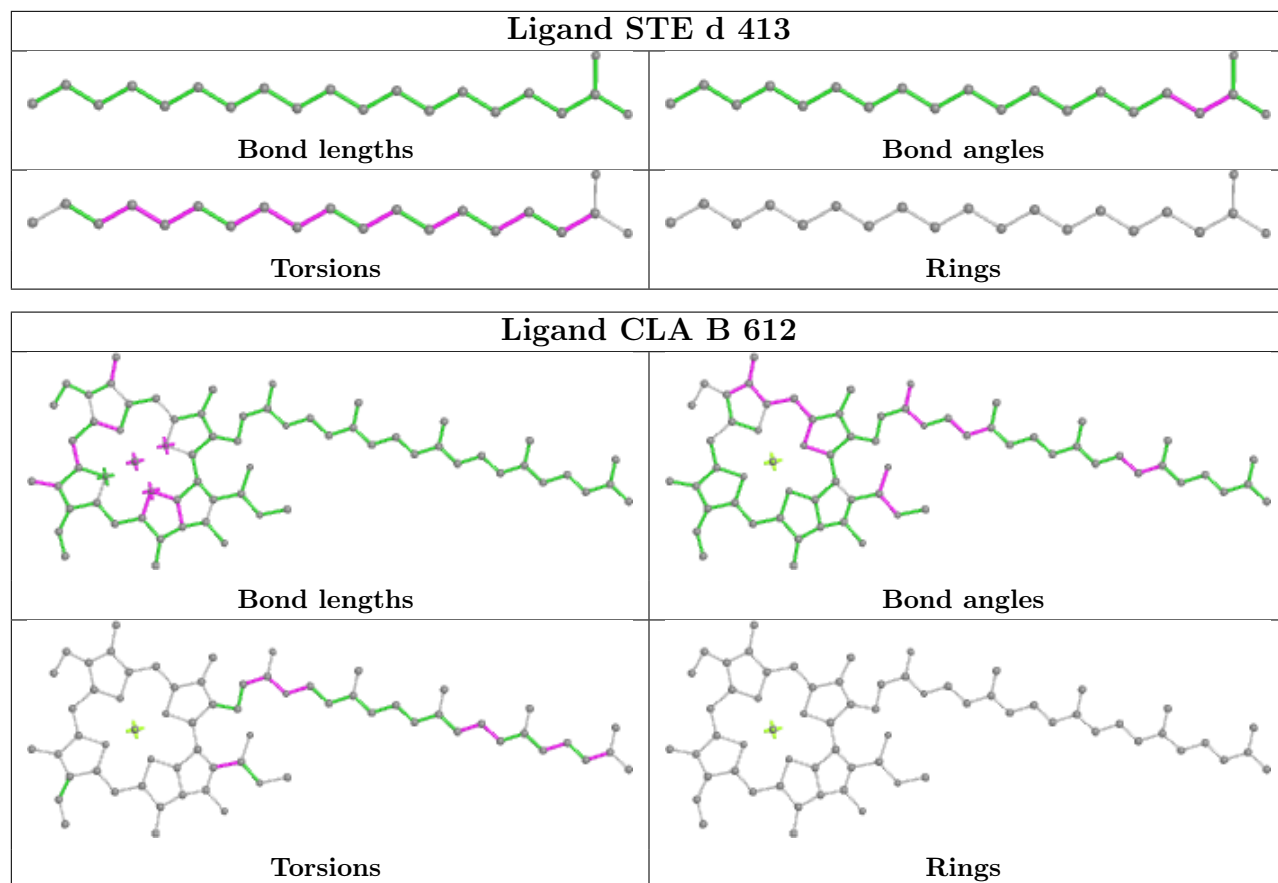 Ligand STE d 413
Bond lengths
Bond angles
Torsions
Rings
Ligand CLA B 612
Bond lengths
Bond angles
Torsions
Rings